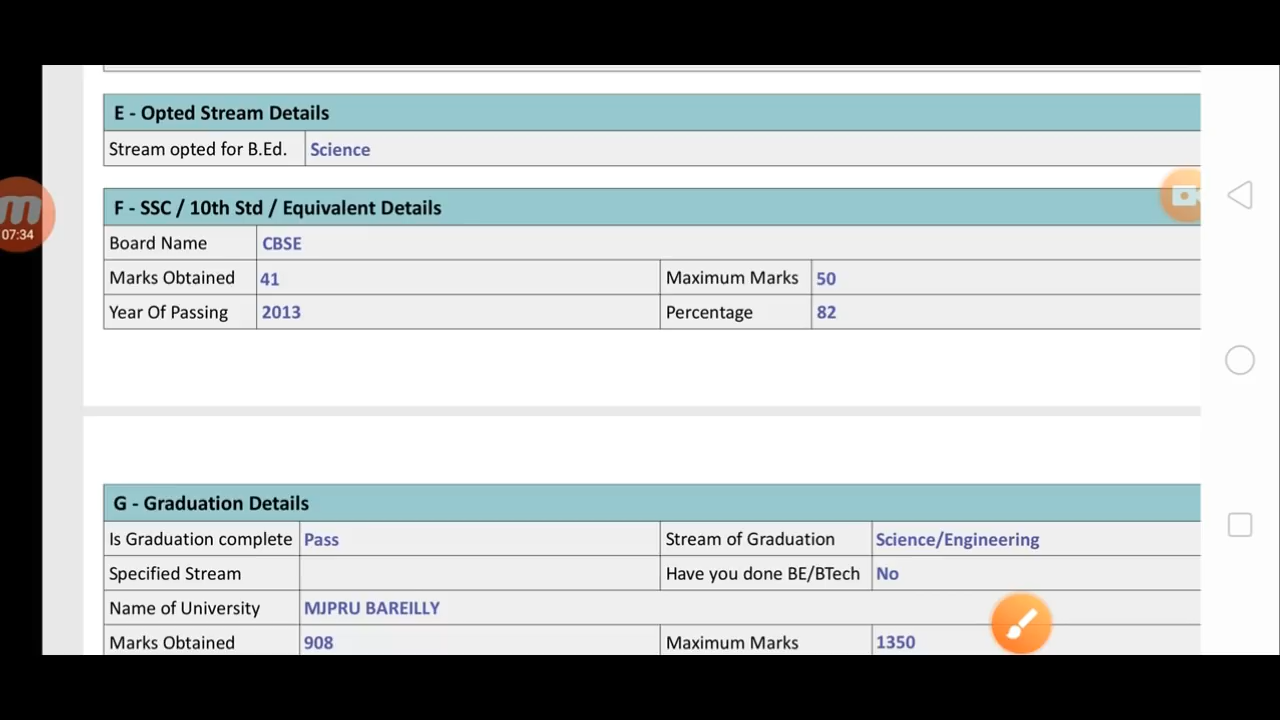 E - Opted Stream Details
Stream opted for B.Ed. Science
F - SSC / 10th Std / Equivalent Details
Board Name CBSE
Marks Obtained 41 Maximum Marks 50
Year Of Passing 2013 Percentage 82
07:34
G - Graduation Details
Is Graduation complete Pass Stream of Graduation Science/Engineering
Specified Stream Have you done BE/BTech No
Name of University MJPRU BAREILLY
Marks Obtained 908 Maximum Marks 1350